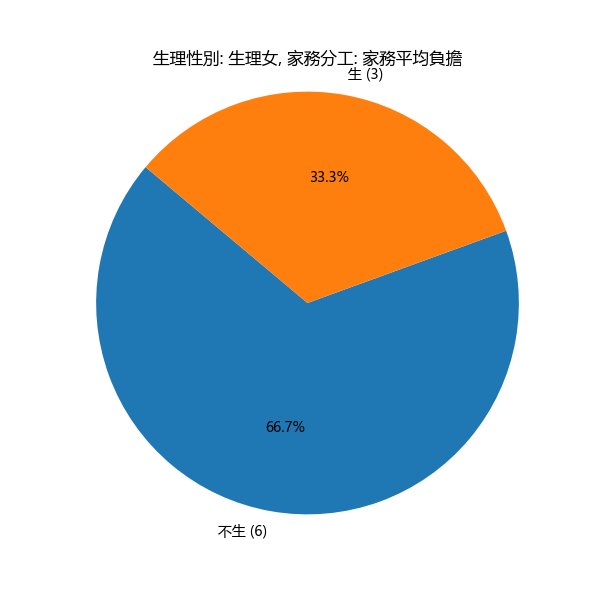 生理性別: 生理女, 家務分工: 家務平均負擔
生 (3)
33.3%
66.7%
不生 (6)